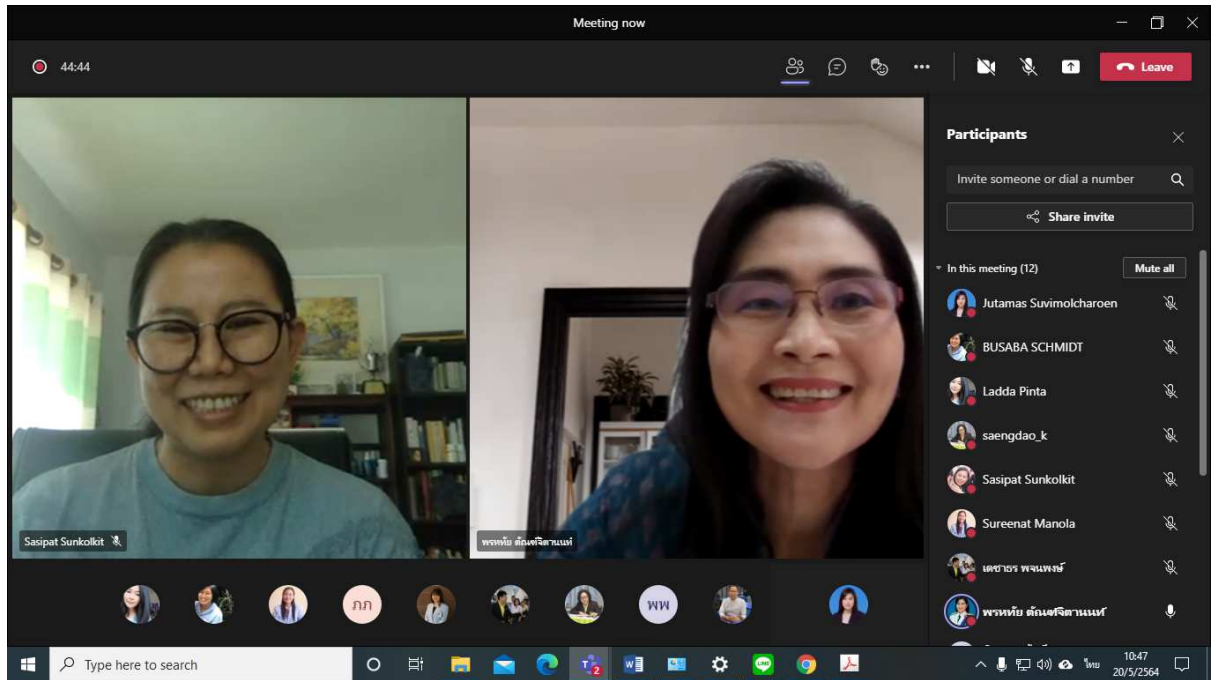 Meeting now
44:44
Leave
Participants
Invite someone or dial a number
Share invite
In this meeting (12)
Mute all
Jutamas Suvimolcharoen
BUSABA SCHMIDT
Ladda Pinta
saengdao_k
Sasipat Sunkolkit
Sureenat Manola
เดชาธร พจนพงษ์
พรหทัย ตัณฑ์จิตานนท์
Sasipat Sunkolkit
พรหทัย ตัณฑ์จิตานนท์
ภภ
พพ
Type here to search
ไทย
10:47
20/5/2564